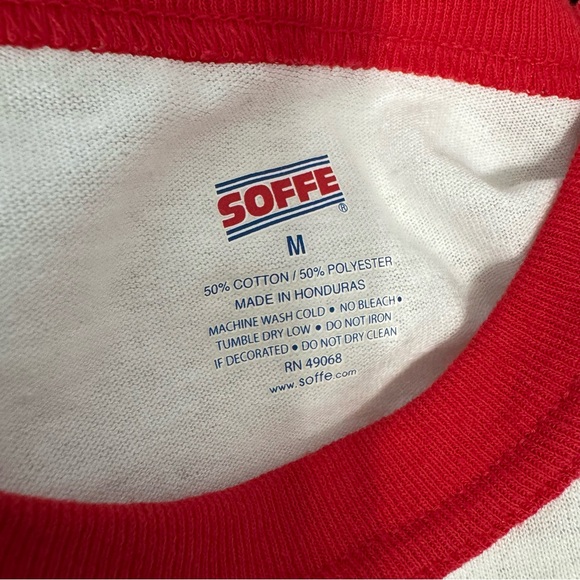 SOFFE®
M
50% COTTON / 50% POLYESTER
MADE IN HONDURAS
MACHINE WASH COLD • NO BLEACH •
TUMBLE DRY LOW • DO NOT IRON
IF DECORATED • DO NOT DRY CLEAN
RN 49068
www.soffe.com